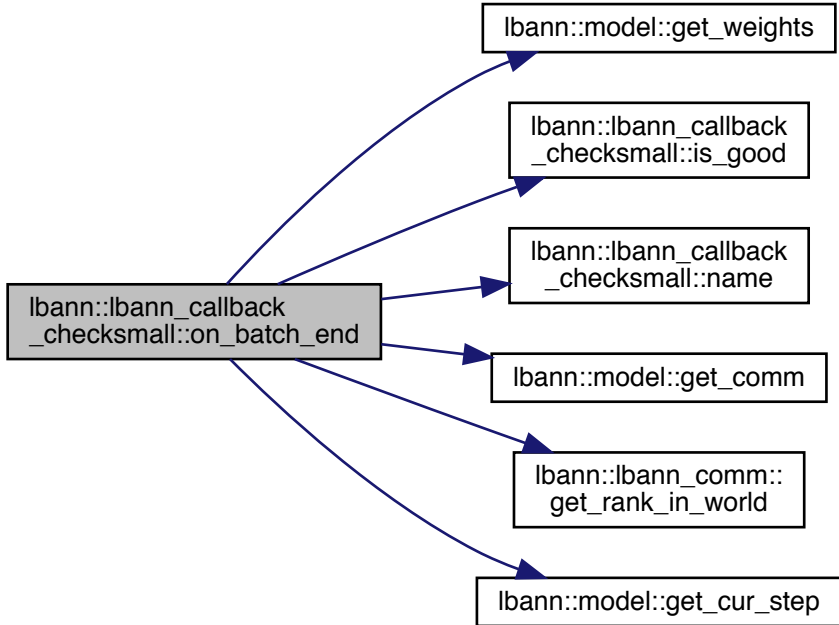 lbann::model::get_weights
lbann::lbann_callback
_checksmall::is_good
lbann::lbann_callback
_checksmall::name
lbann::lbann_callback
_checksmall::on_batch_end
lbann::model::get_comm
lbann::lbann_comm::
get_rank_in_world
lbann::model::get_cur_step